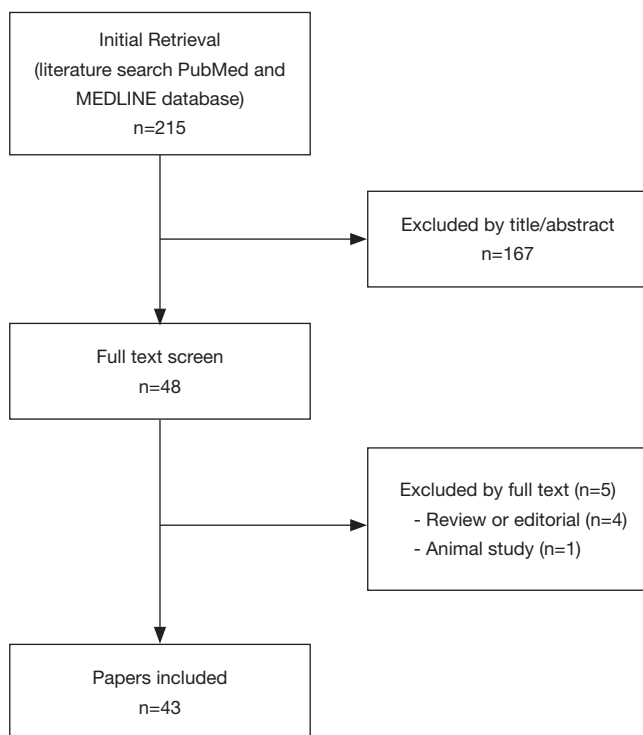 Initial Retrieval
(literature search PubMed and
MEDLINE database)
n=215
Excluded by title/abstract
n=167
Full text screen
n=48
Excluded by full text (n=5)
- Review or editorial (n=4)
- Animal study (n=1)
Papers included
n=43